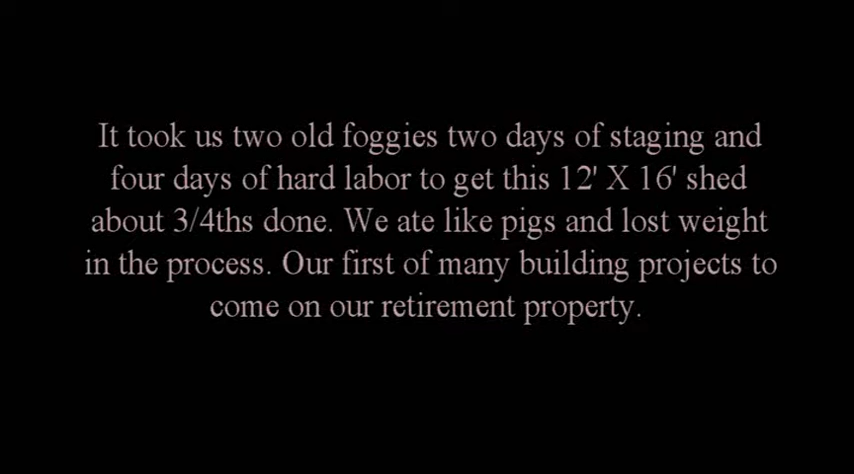 It took us two old foggies two days of staging and
four days of hard labor to get this 12' X 16' shed
about 3/4ths done. We ate like pigs and lost weight
in the process. Our first of many building projects to
come on our retirement property.